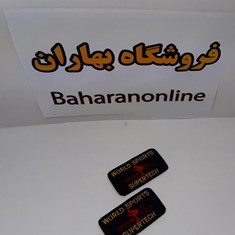 فروشگاه بهاران
Baharanonline
WORLD SPORTS
SUPERTECH
WORLD SPORTS
SUPERTECH